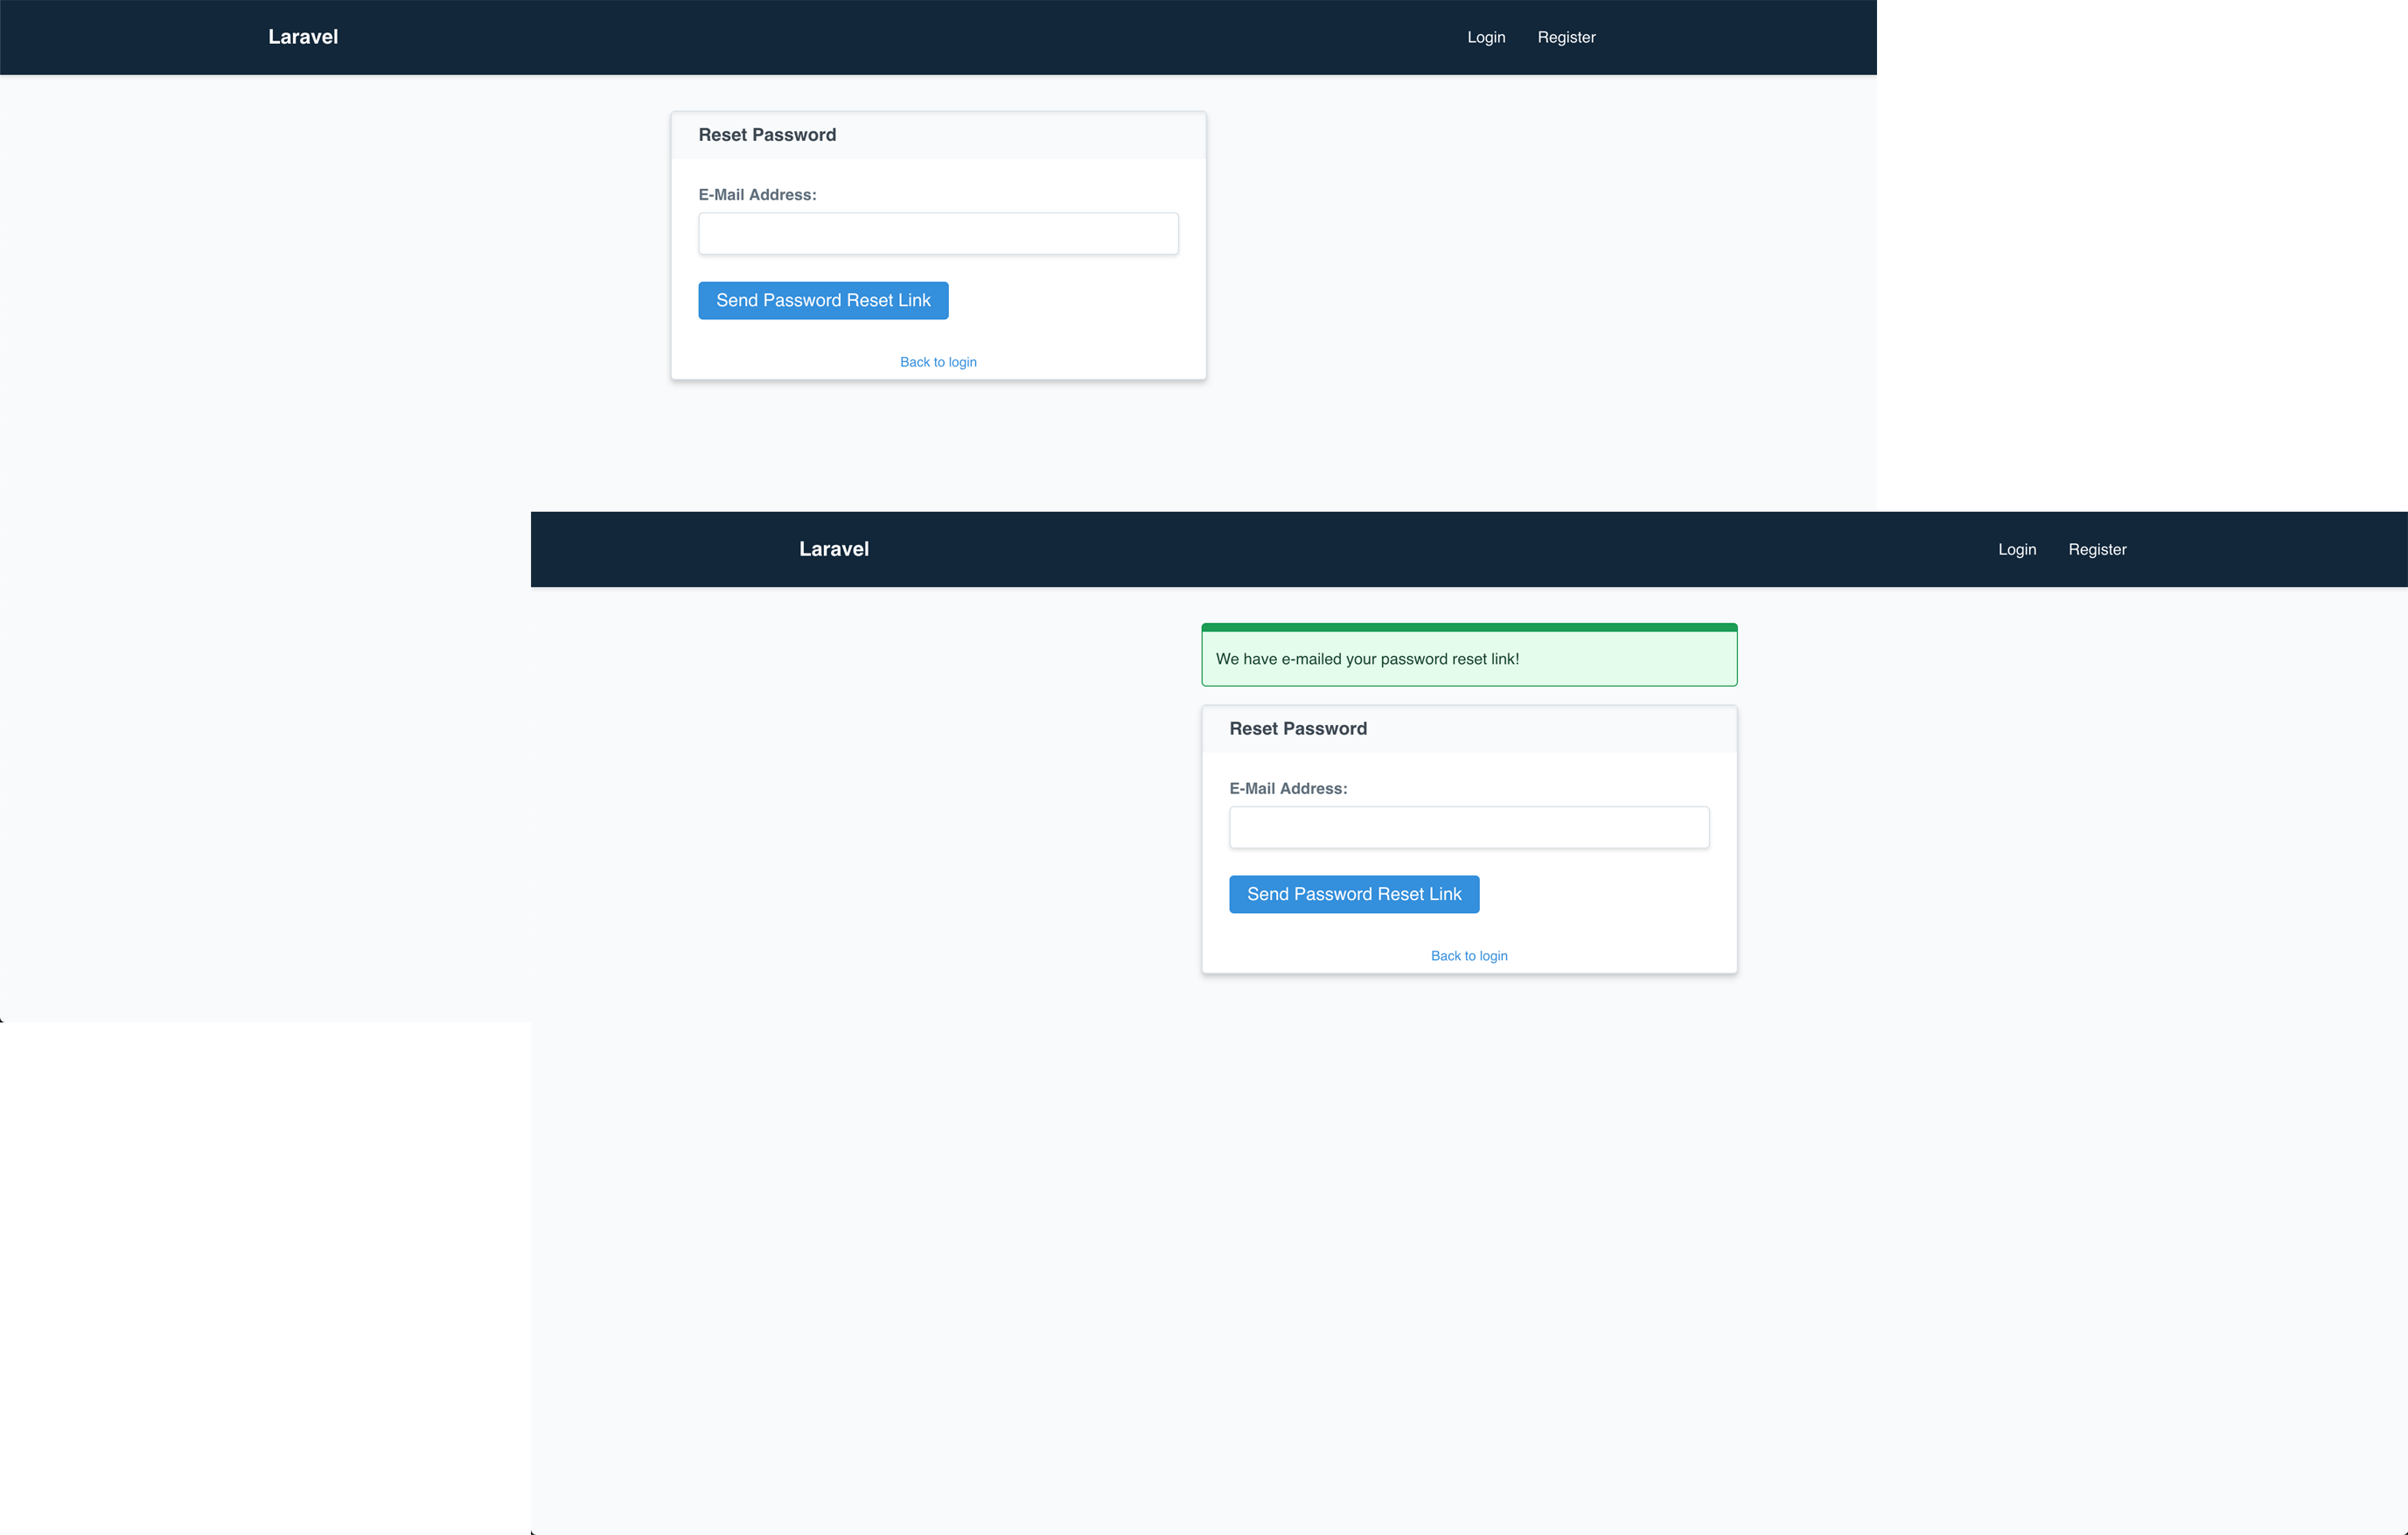 Laravel
Login Register
Reset Password
E-Mail Address:
Send Password Reset Link
Back to login
Laravel
Login Register
We have e-mailed your password reset link!
Reset Password
E-Mail Address:
Send Password Reset Link
Back to login